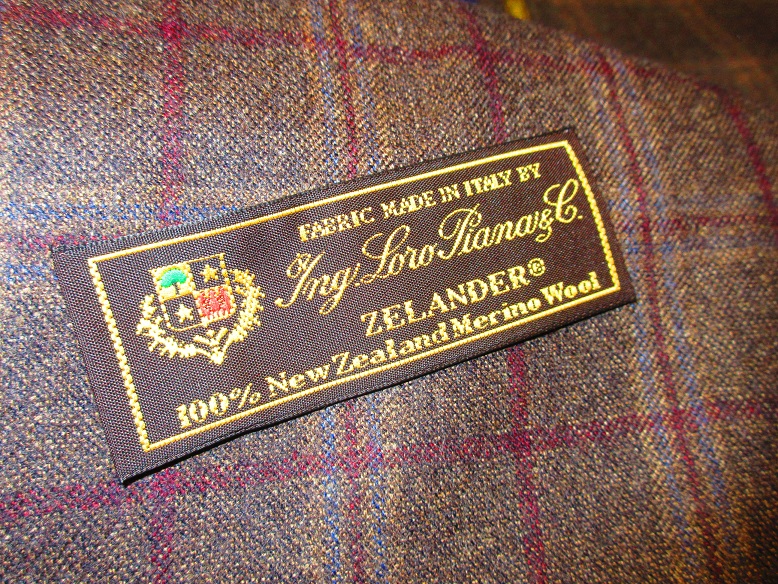 FABRIC MADE IN ITALY BY
Ing. Loro Piana & C.
ZELANDER®
100% New Zealand Merino Wool